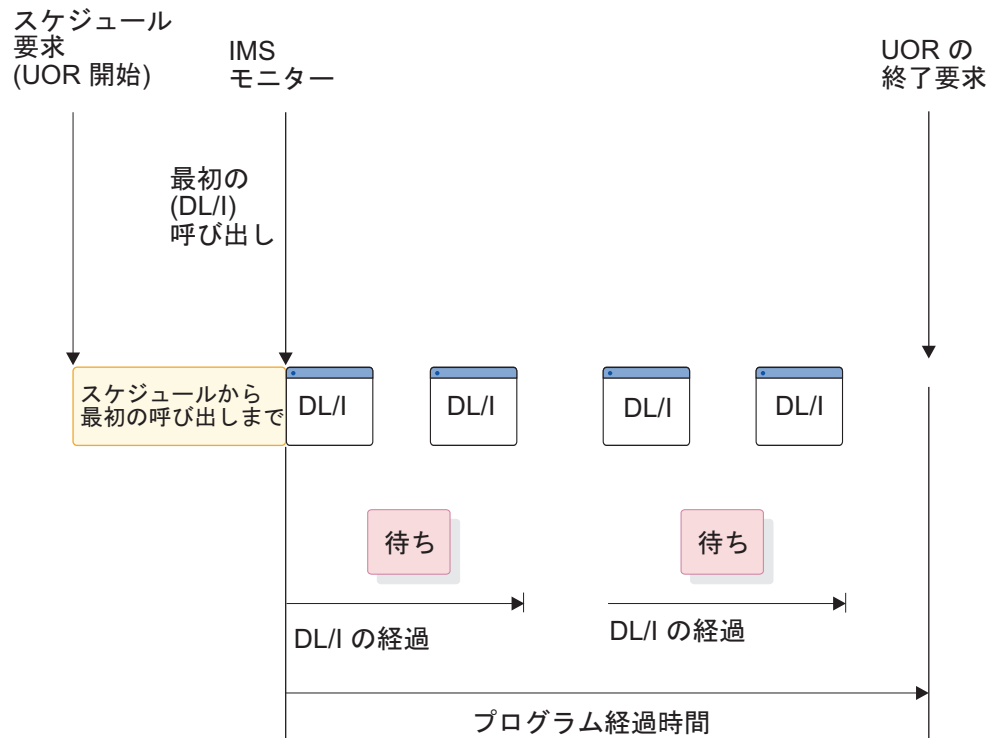 スケジュール
要求
(UOR 開始)
IMS
モニター
UOR の
終了要求
最初の
(DL/I)
呼び出し
スケジュールから
最初の呼び出しまで
DL/I
DL/I
DL/I
DL/I
待ち
待ち
DL/I の経過
DL/I の経過
プログラム経過時間